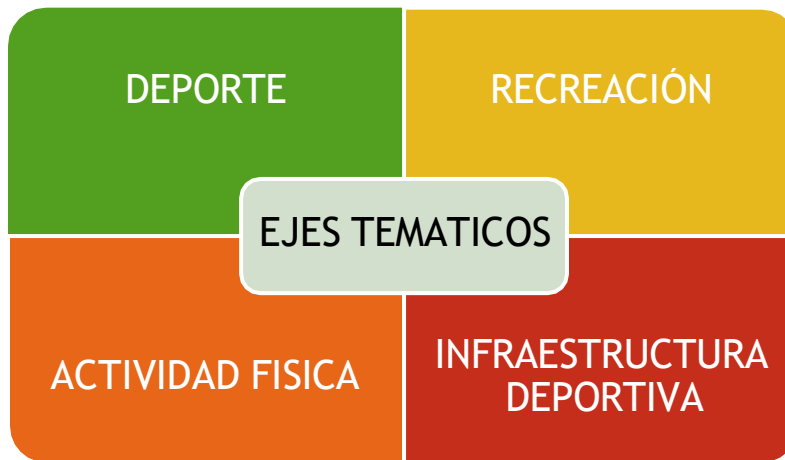 DEPORTE
RECREACIÓN
EJES TEMATICOS
ACTIVIDAD FISICA
INFRAESTRUCTURA
DEPORTIVA